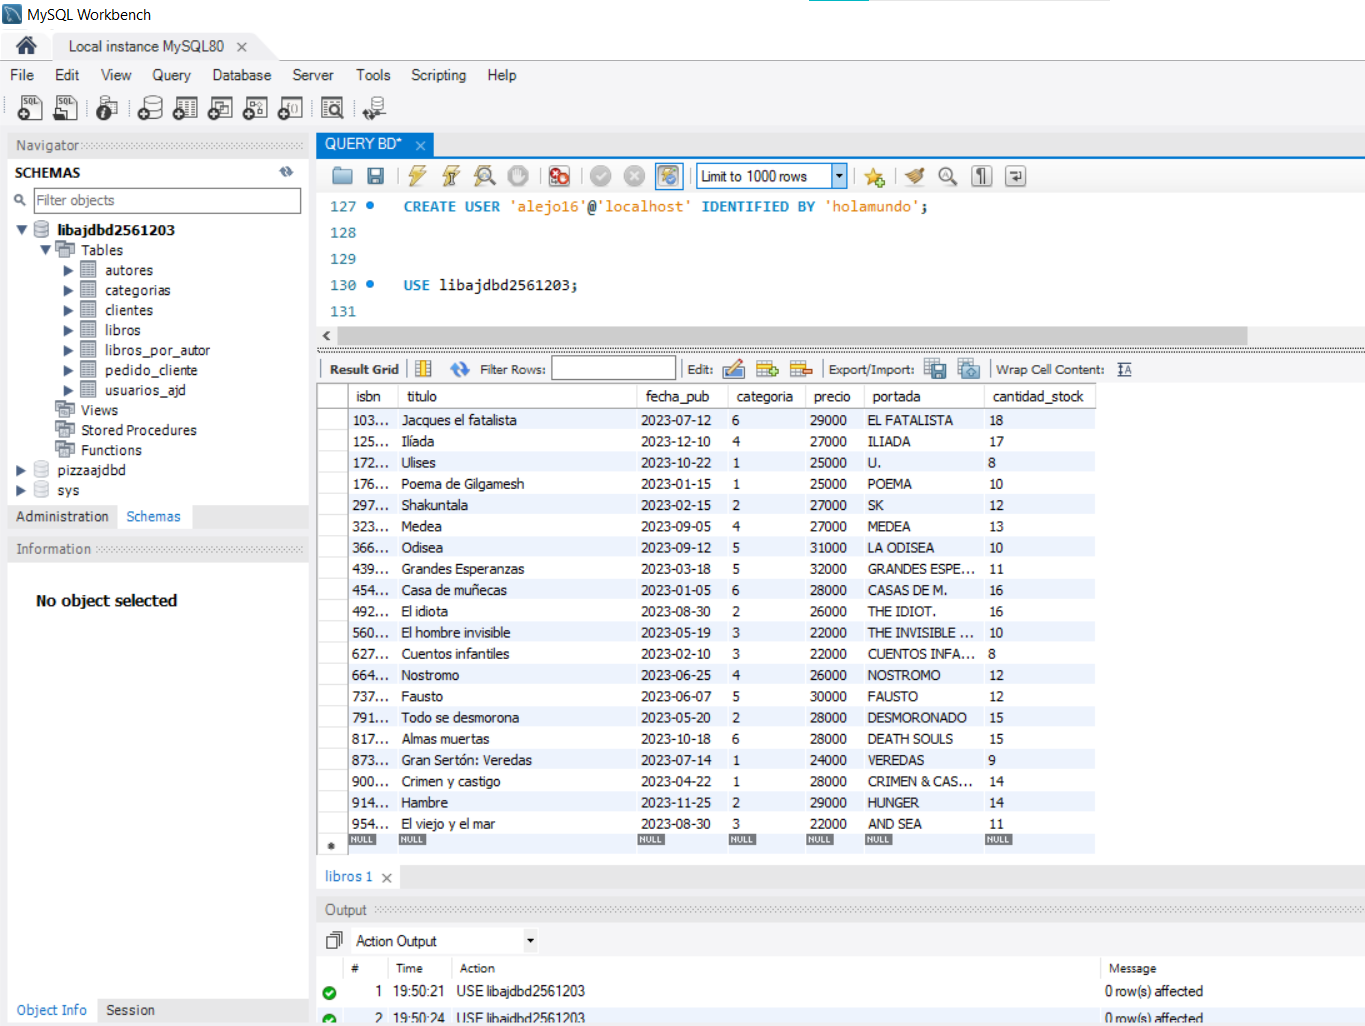 MySQL Workbench
Local instance MySQL80
File Edit View Query Database Server Tools Scripting Help
Navigator
SCHEMAS
Filter objects
libajdbd2561203
Tables
autores
categorias
clientes
libros
libros_por_autor
pedido_cliente
usuarios_ajd
Views
Stored Procedures
Functions
pizzaajdbd
sys
Administration Schemas
Information
No object selected
Object Info Session
QUERY BD*
Limit to 1000 rows
127 CREATE USER 'alejo16'@'localhost' IDENTIFIED BY 'holamundo';
128
129
130 USE libajdbd2561203;
131
Result Grid Filter Rows: Edit: Export/Import: Wrap Cell Content:
isbn titulo fecha_pub categoria precio portada cantidad_stock
103... Jacques el fatalista 2023-07-12 6 29000 EL FATALISTA 18
125... Ilíada 2023-12-10 4 27000 ILIADA 17
172... Ulises 2023-10-22 1 25000 U. 8
176... Poema de Gilgamesh 2023-01-15 1 25000 POEMA 10
297... Shakuntala 2023-02-15 2 27000 SK 12
323... Medea 2023-09-05 4 27000 MEDEA 13
366... Odisea 2023-09-12 5 31000 LA ODISEA 10
439... Grandes Esperanzas 2023-03-18 5 32000 GRANDES ESPE... 11
454... Casa de muñecas 2023-01-05 6 28000 CASAS DE M. 16
492... El idiota 2023-08-30 2 26000 THE IDIOT. 16
560... El hombre invisible 2023-05-19 3 22000 THE INVISIBLE ... 10
627... Cuentos infantiles 2023-02-10 3 22000 CUENTOS INFA... 8
664... Nostromo 2023-06-25 4 26000 NOSTROMO 12
737... Fausto 2023-06-07 5 30000 FAUSTO 12
791... Todo se desmorona 2023-05-20 2 28000 DESMORONADO 15
817... Almas muertas 2023-10-18 6 28000 DEATH SOULS 15
873... Gran Sertón: Veredas 2023-07-14 1 24000 VEREDAS 9
900... Crimen y castigo 2023-04-22 1 28000 CRIMEN & CAS... 14
914... Hambre 2023-11-25 2 29000 HUNGER 14
954... El viejo y el mar 2023-08-30 3 22000 AND SEA 11
NULL NULL NULL NULL NULL NULL NULL
libros 1
Output
Action Output
# Time Action Message
1 19:50:21 USE libajdbd2561203 0 row(s) affected
2 19:50:24 USE libajdbd2561203 0 row(s) affected